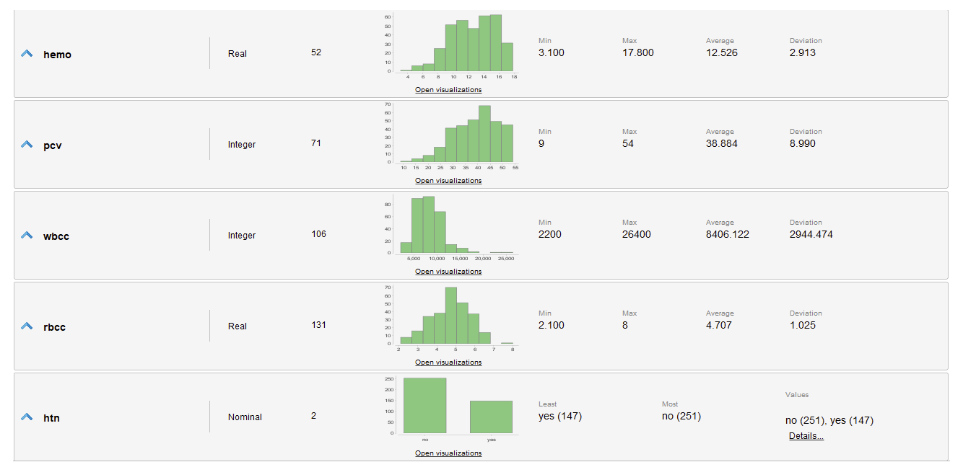 hemo Real 52 Min Max Average Deviation
3.100 17.800 12.526 2.913
60
50
40
30
20
10
0
4 6 8 10 12 14 16 18
Open visualizations
pcv Integer 71 Min Max Average Deviation
9 54 38.884 8.990
70
60
50
40
30
20
10
0
10 15 20 25 30 35 40 45 50 55
Open visualizations
wbcc Integer 106 Min Max Average Deviation
2200 26400 8406.122 2944.474
80
60
40
20
0
5,000 10,000 15,000 20,000 25,000
Open visualizations
rbcc Real 131 Min Max Average Deviation
2.100 8 4.707 1.025
70
60
50
40
30
20
10
0
2 3 4 5 6 7 8
Open visualizations
htn Nominal 2 Least Most Values
yes (147) no (251) no (251), yes (147)
Details...
250
200
150
100
50
0
no yes
Open visualizations